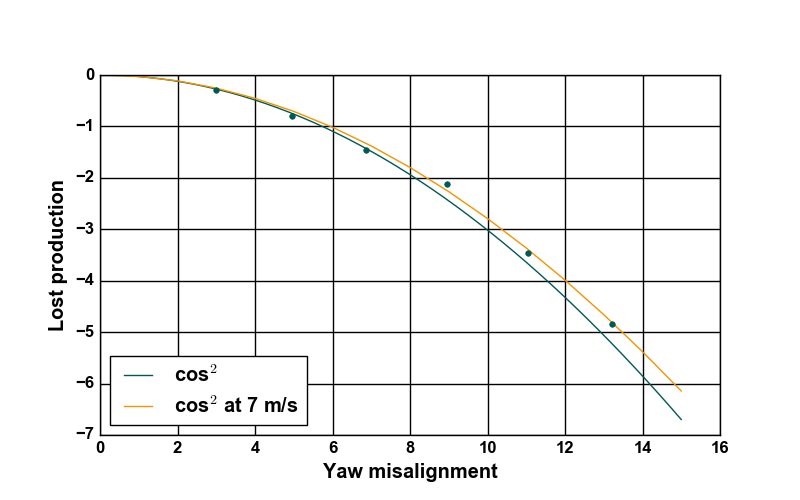 0
−1
−2
−3
−4
−5
−6
−7
Lost production
cos²
cos² at 7 m/s
0 2 4 6 8 10 12 14 16
Yaw misalignment